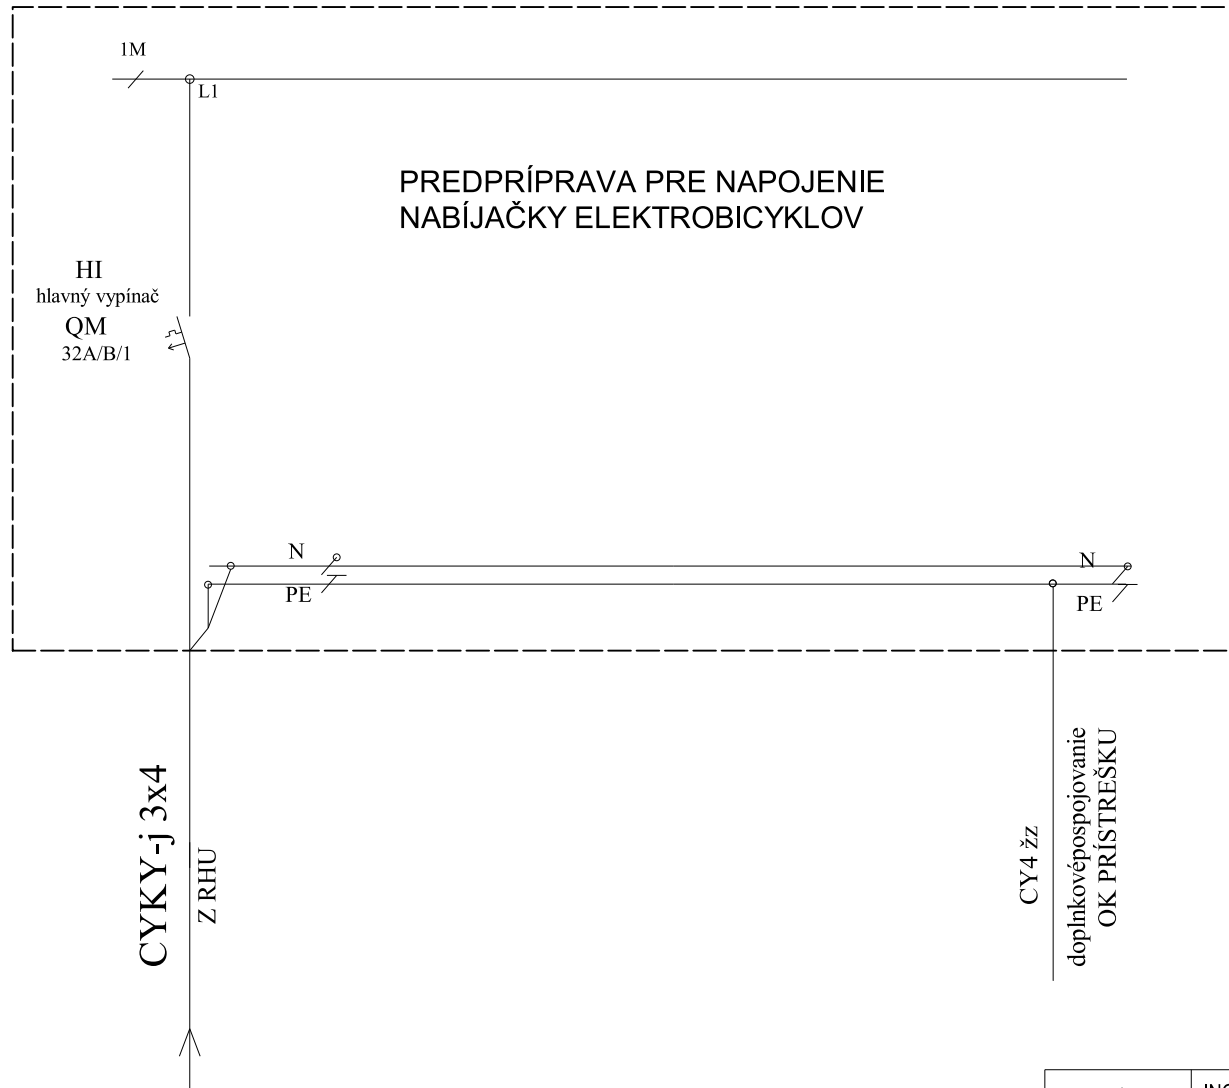 1M
L1
PREDPRÍPRAVA PRE NAPOJENIE
NABÍJAČKY ELEKTROBICYKLOV
HI
hlavný vypínač
QM
32A/B/1
N
PE
N
PE
CYKY-j 3x4
Z RHU
CY4 žz
doplnkovépospojovanie
OK PRÍSTREŠKU